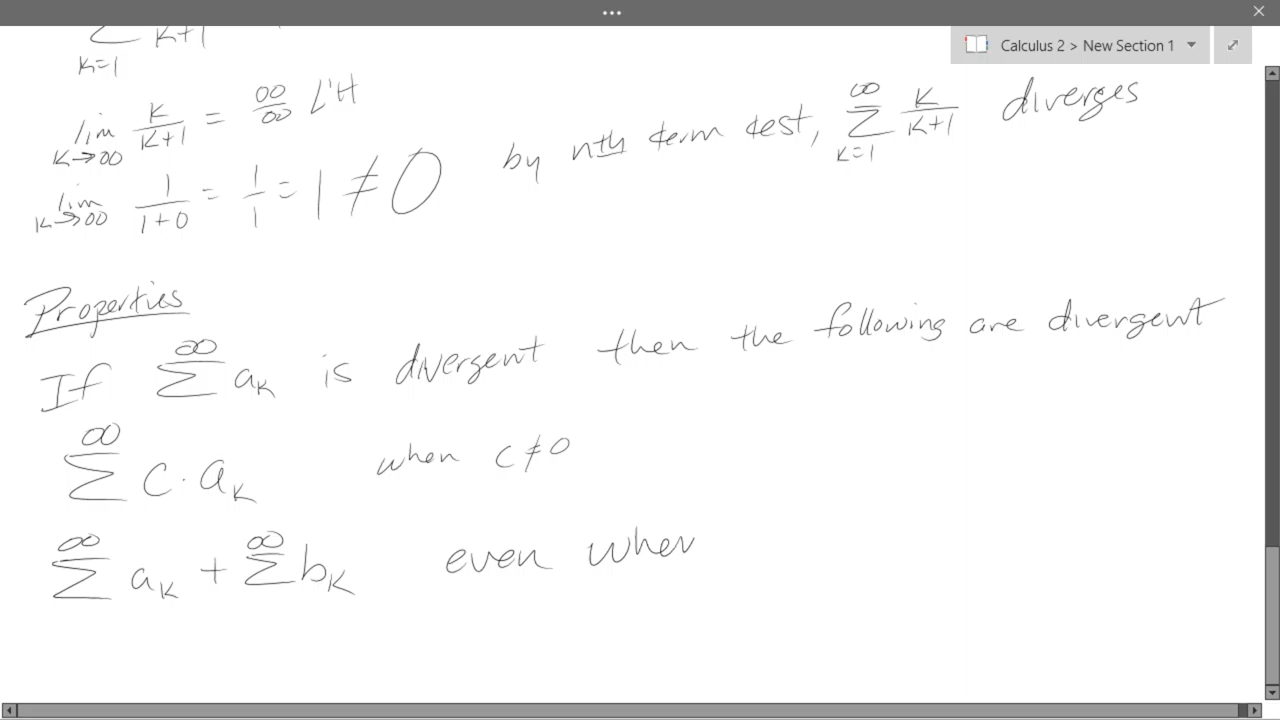 Calculus 2 > New Section 1
∑ k+1
k=1
lim k→∞ k/(k+1) = ∞/∞ L'H
by nth term test, ∑_{k=1}^{∞} k/(k+1) diverges
lim k→∞ 1/(1+0) = 1/1 = 1 ≠ 0
Properties
If ∑^{∞} a_k is divergent then the following are divergent
∑^{∞} c · a_k when c ≠ 0
∑^{∞} a_k + ∑^{∞} b_k even when